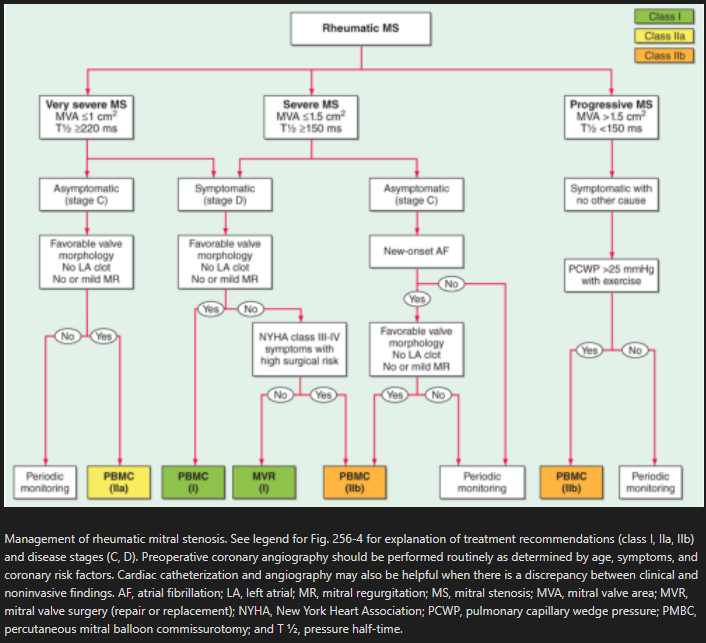 Rheumatic MS
Class I
Class IIa
Class IIb
Very severe MS
MVA ≤1 cm²
T½ ≥220 ms
Severe MS
MVA ≤1.5 cm²
T½ ≥150 ms
Progressive MS
MVA >1.5 cm²
T½ <150 ms
Asymptomatic
(stage C)
Symptomatic
(stage D)
Asymptomatic
(stage C)
Symptomatic with
no other cause
Favorable valve
morphology
No LA clot
No or mild MR
Favorable valve
morphology
No LA clot
No or mild MR
New-onset AF
PCWP >25 mmHg
with exercise
No
Yes
Yes
No
NYHA class III-IV
symptoms with
high surgical risk
No
Yes
No
Yes
Favorable valve
morphology
No LA clot
No or mild MR
Yes
No
Yes
No
Periodic
monitoring
PBMC
(IIa)
PBMC
(I)
MVR
(I)
PBMC
(IIb)
Periodic
monitoring
PBMC
(IIb)
Periodic
monitoring
Management of rheumatic mitral stenosis. See legend for Fig. 256-4 for explanation of treatment recommendations (class I, IIa, IIb)
and disease stages (C, D). Preoperative coronary angiography should be performed routinely as determined by age, symptoms, and
coronary risk factors. Cardiac catheterization and angiography may also be helpful when there is a discrepancy between clinical and
noninvasive findings. AF, atrial fibrillation; LA, left atrial; MR, mitral regurgitation; MS, mitral stenosis; MVA, mitral valve area; MVR,
mitral valve surgery (repair or replacement); NYHA, New York Heart Association; PCWP, pulmonary capillary wedge pressure; PMBC,
percutaneous mitral balloon commissurotomy; and T ½, pressure half-time.